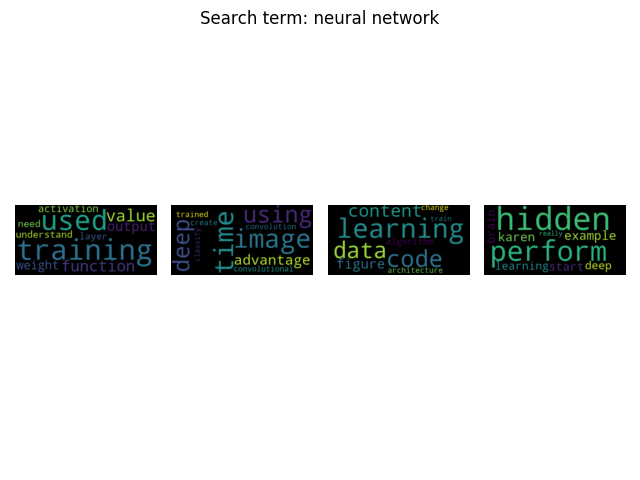 Search term: neural network
activation
used
value
need
output
understand
layer
training
weight
function
trained
using
create
convolution
deep
classify
time
image
advantage
convolutional
content
change
train
learning
algorithm
data
code
figure
architecture
hidden
karen
really
example
perform
learning
start
deep